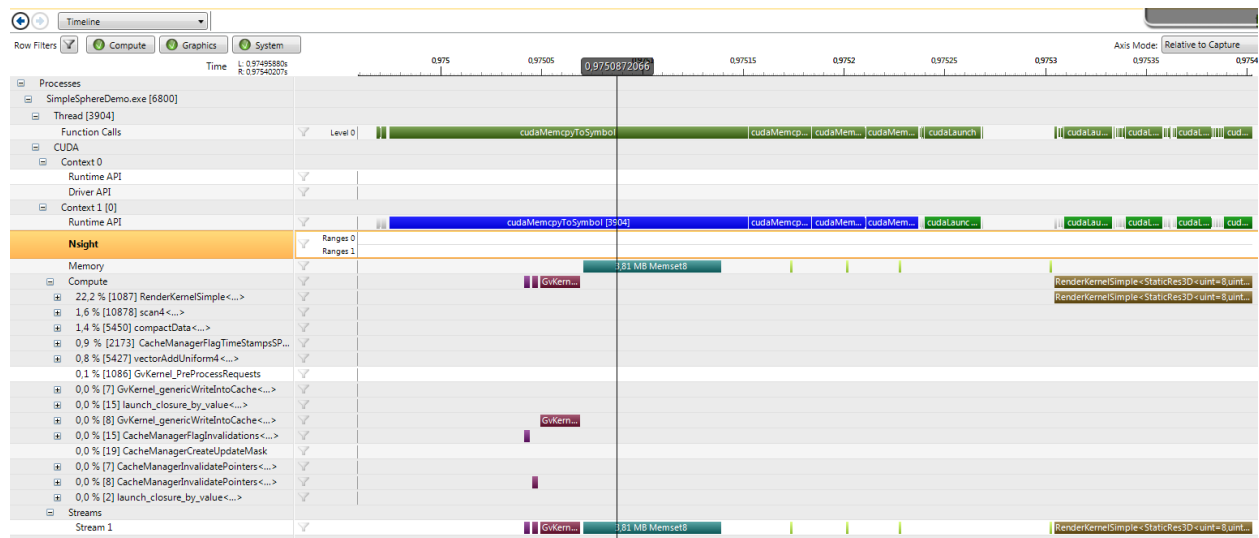 Timeline
Row Filters Compute Graphics System Axis Mode: Relative to Capture
Time L: 0,97495880s
R: 0,97540207s
0,975 0,97505 0,9750872066 0,97515 0,9752 0,97525 0,9753 0,97535 0,9754
Processes
SimpleSphereDemo.exe [6800]
Thread [3904]
Function Calls Level 0 cudaMemcpyToSymbol cudaMemcp... cudaMem... cudaMem... cudaLaunch cudaLau... cudaL... cudaL... cud...
CUDA
Context 0
Runtime API
Driver API
Context 1 [0]
Runtime API cudaMemcpyToSymbol [3904] cudaMemcp... cudaMem... cudaMem... cudaLaunc... cudaLau... cudaL... cudaL... cud...
Nsight Ranges 0
Ranges 1
Memory 3,81 MB Memset8
Compute GvKern... RenderKernelSimple<StaticRes3D<uint=8,uint...
22,2 % [1087] RenderKernelSimple<...> RenderKernelSimple<StaticRes3D<uint=8,uint...
1,6 % [10878] scan4<...>
1,4 % [5450] compactData<...>
0,9 % [2173] CacheManagerFlagTimeStampsSP...
0,8 % [5427] vectorAddUniform4<...>
0,1 % [1086] GvKernel_PreProcessRequests
0,0 % [7] GvKernel_genericWriteIntoCache<...>
0,0 % [15] launch_closure_by_value<...>
0,0 % [8] GvKernel_genericWriteIntoCache<...> GvKern...
0,0 % [15] CacheManagerFlagInvalidations<...>
0,0 % [19] CacheManagerCreateUpdateMask
0,0 % [7] CacheManagerInvalidatePointers<...>
0,0 % [8] CacheManagerInvalidatePointers<...>
0,0 % [2] launch_closure_by_value<...>
Streams
Stream 1 GvKern... 3,81 MB Memset8 RenderKernelSimple<StaticRes3D<uint=8,uint...